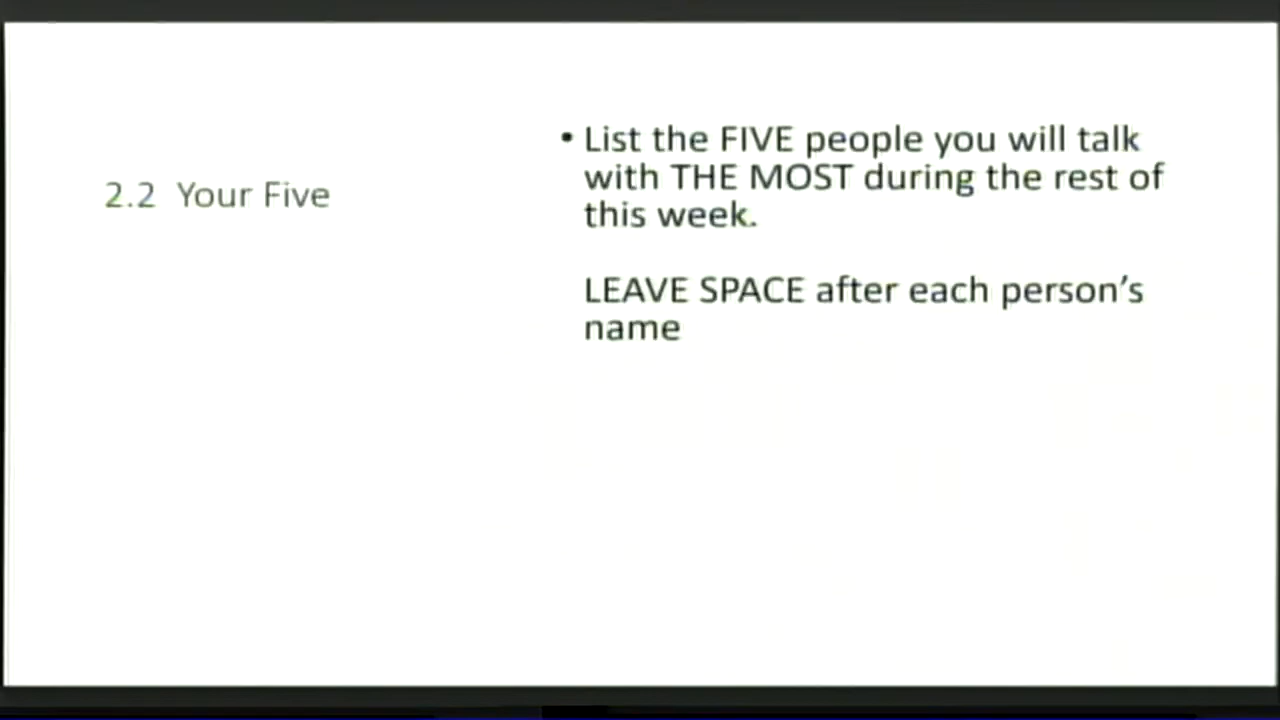 2.2 Your Five
• List the FIVE people you will talk
with THE MOST during the rest of
this week.
LEAVE SPACE after each person's
name